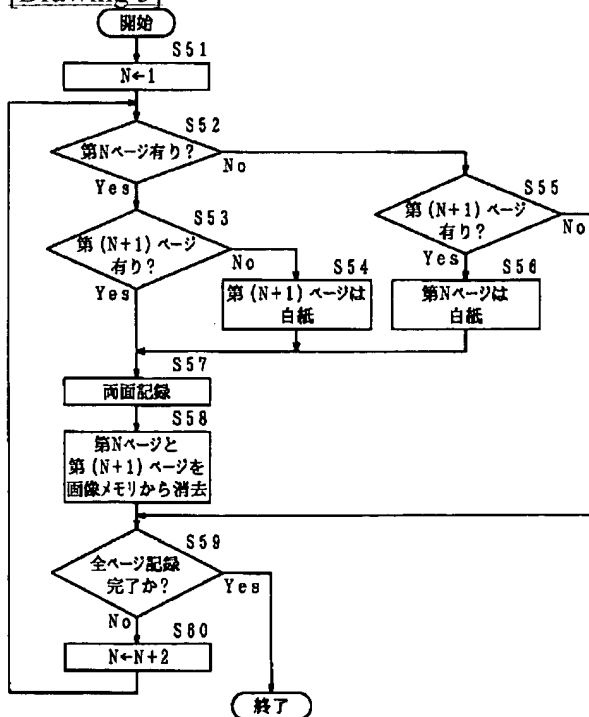 [Drawing 5]
開始
S51
N←1
S52
第Nページ有り?
No
Yes
S53
第(N+1)ページ
有り?
No
Yes
S54
第(N+1)ページは
白紙
S55
第(N+1)ページ
有り?
No
Yes
S56
第Nページは
白紙
S57
両面記録
S58
第Nページと
第(N+1)ページを
画像メモリから消去
S59
全ページ記録
完了か?
Yes
No
S60
N←N+2
終了